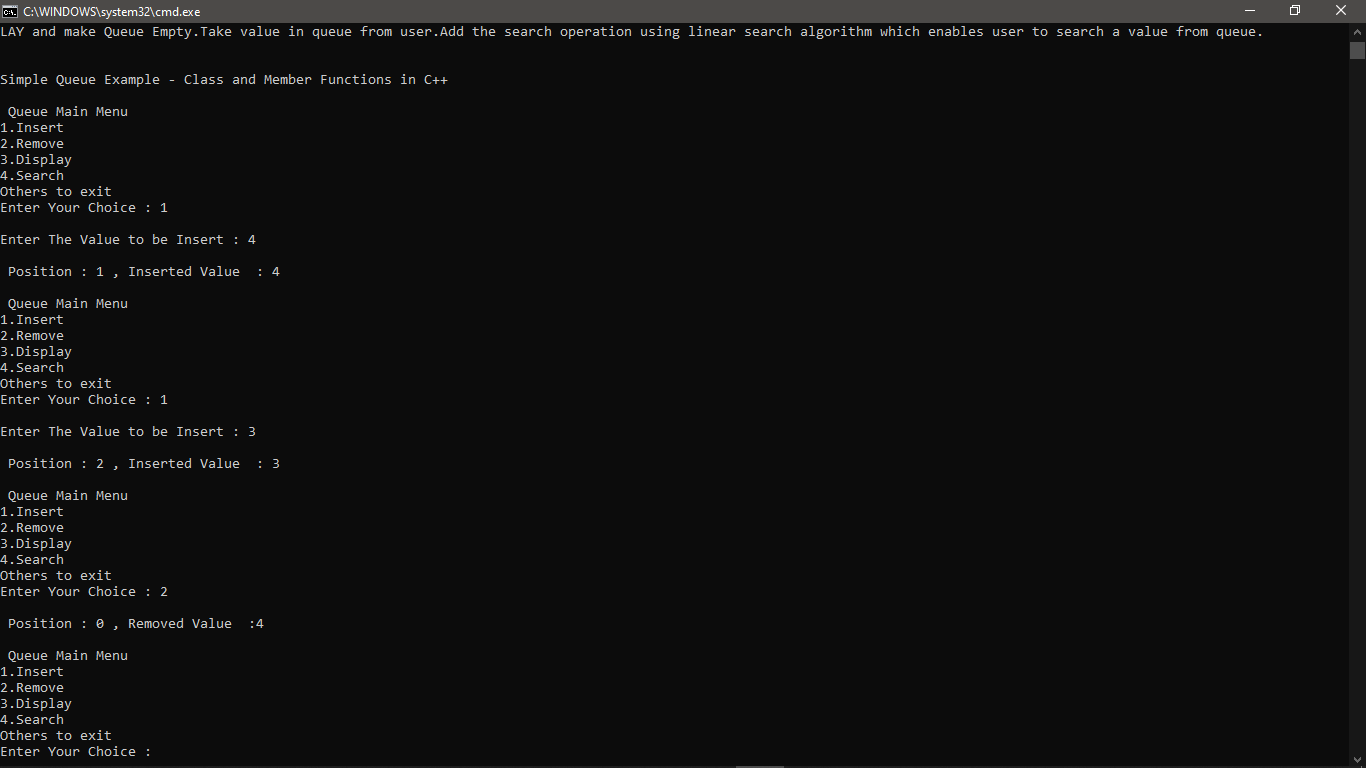 C:\WINDOWS\system32\cmd.exe
LAY and make Queue Empty.Take value in queue from user.Add the search operation using linear search algorithm which enables user to search a value from queue.
Simple Queue Example - Class and Member Functions in C++
Queue Main Menu
1.Insert
2.Remove
3.Display
4.Search
Others to exit
Enter Your Choice : 1
Enter The Value to be Insert : 4
Position : 1 , Inserted Value  : 4
Queue Main Menu
1.Insert
2.Remove
3.Display
4.Search
Others to exit
Enter Your Choice : 1
Enter The Value to be Insert : 3
Position : 2 , Inserted Value  : 3
Queue Main Menu
1.Insert
2.Remove
3.Display
4.Search
Others to exit
Enter Your Choice : 2
Position : 0 , Removed Value  :4
Queue Main Menu
1.Insert
2.Remove
3.Display
4.Search
Others to exit
Enter Your Choice :